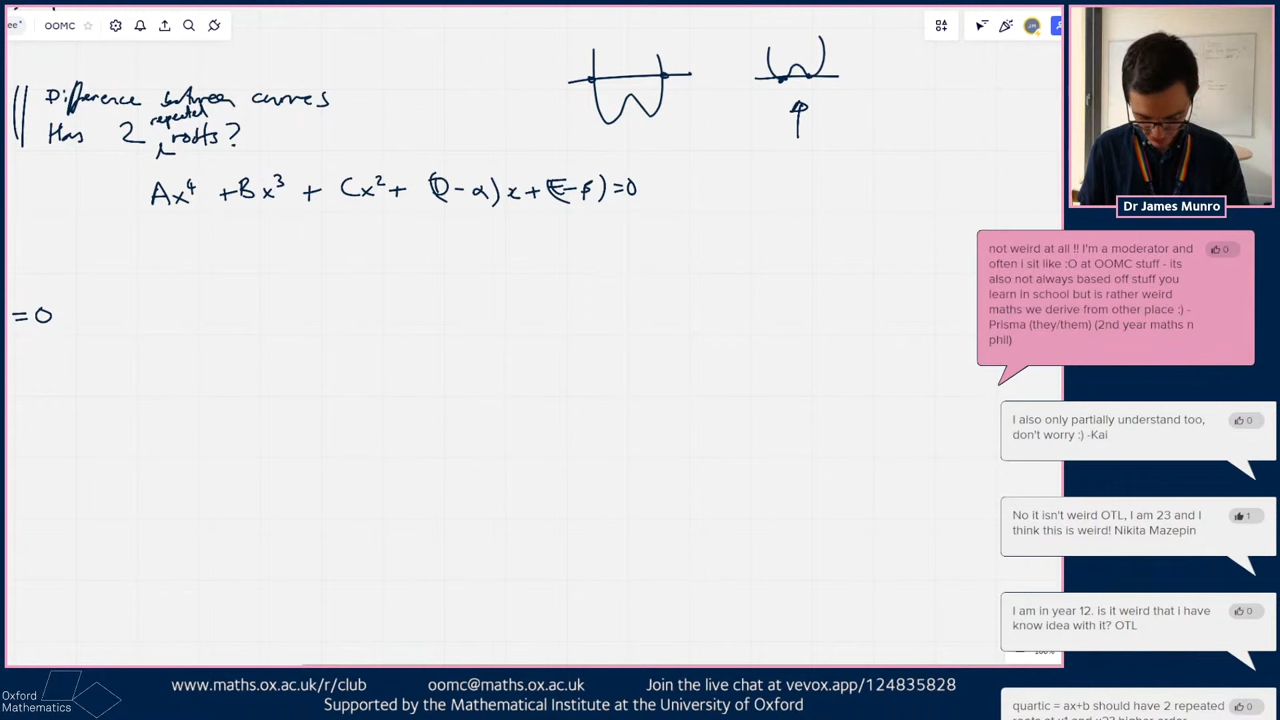 OOMC
Difference between curves
repeated
Has 2 roots?
Ax⁴ + Bx³ + Cx² + (D-α)x + (E-β) = 0
= 0
Dr James Munro
not weird at all !! I'm a moderator and
often i sit like :O at OOMC stuff - its
also not always based off stuff you
learn in school but is rather weird
maths we derive from other place :) -
Prisma (they/them) (2nd year maths n
phil)
0
I also only partially understand too,
don't worry :) -Kai
0
No it isn't weird OTL, I am 23 and I
think this is weird! Nikita Mazepin
1
I am in year 12. is it weird that i have
know idea with it? OTL
0
quartic = ax+b should have 2 repeated
0
Oxford
Mathematics
www.maths.ox.ac.uk/r/club oomc@maths.ox.ac.uk Join the live chat at vevox.app/124835828
Supported by the Mathematical Institute at the University of Oxford